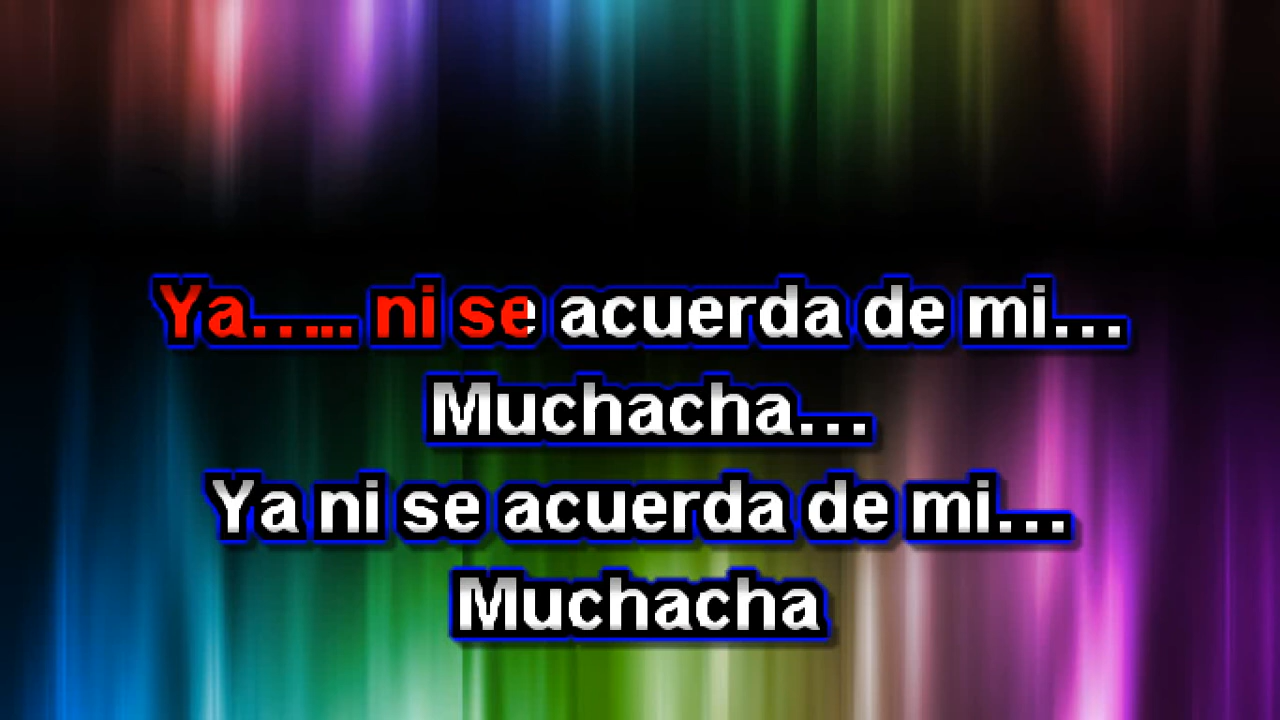 Ya..... ni se acuerda de mi...
Muchacha...
Ya ni se acuerda de mi...
Muchacha